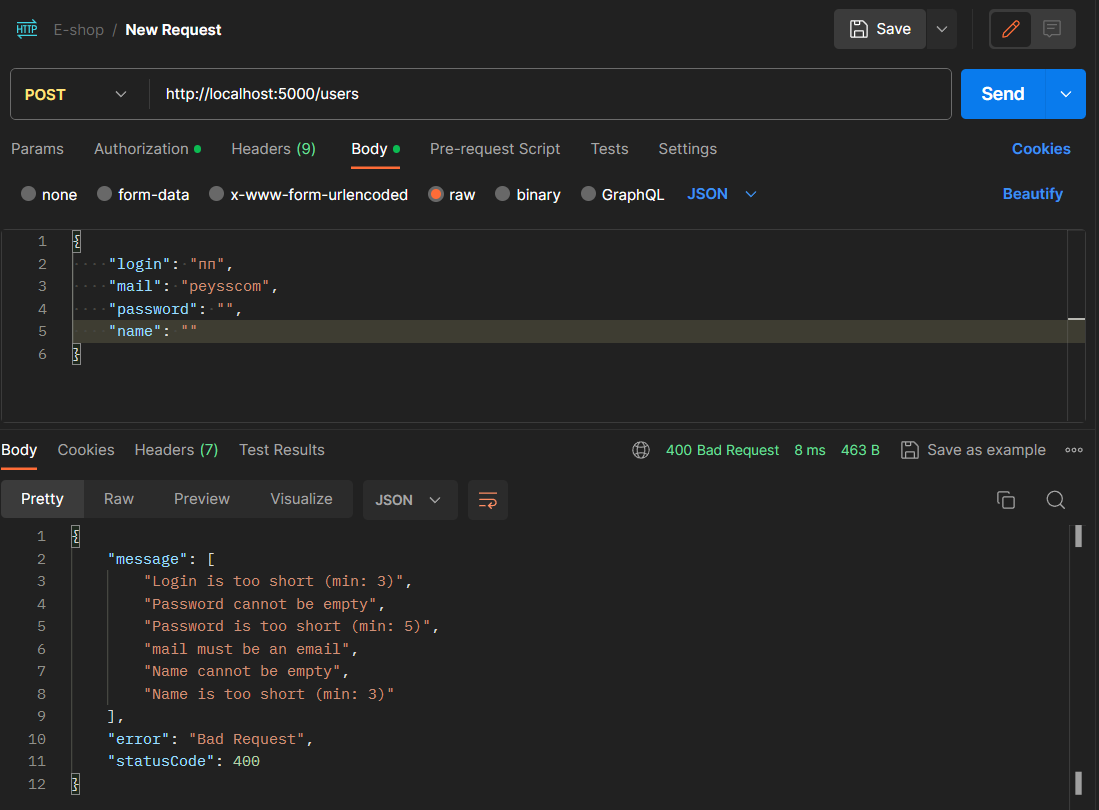 HTTP E-shop / New Request Save
POST http://localhost:5000/users Send
Params Authorization Headers (9) Body Pre-request Script Tests Settings Cookies
none form-data x-www-form-urlencoded raw binary GraphQL JSON Beautify
1 {
2 "login": "пп",
3 "mail": "peysscom",
4 "password": "",
5 "name": ""
6 }
Body Cookies Headers (7) Test Results 400 Bad Request 8 ms 463 B Save as example
Pretty Raw Preview Visualize JSON
1 {
2 "message": [
3 "Login is too short (min: 3)",
4 "Password cannot be empty",
5 "Password is too short (min: 5)",
6 "mail must be an email",
7 "Name cannot be empty",
8 "Name is too short (min: 3)"
9 ],
10 "error": "Bad Request",
11 "statusCode": 400
12 }